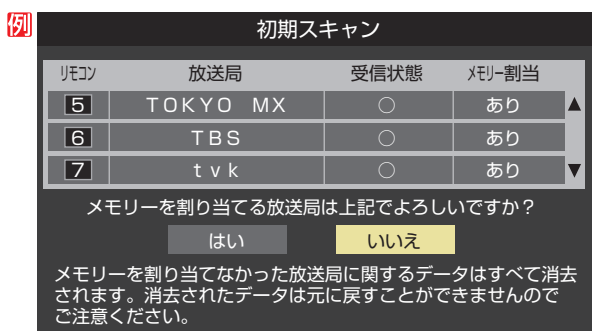 例
初期スキャン
リモコン 放送局 受信状態 メモリー割当
5 TOKYO MX ○ あり ▲
6 TBS ○ あり
7 tvk ○ あり ▼
メモリーを割り当てる放送局は上記でよろしいですか?
はい いいえ
メモリーを割り当てなかった放送局に関するデータはすべて消去
されます。消去されたデータは元に戻すことができませんので
ご注意ください。